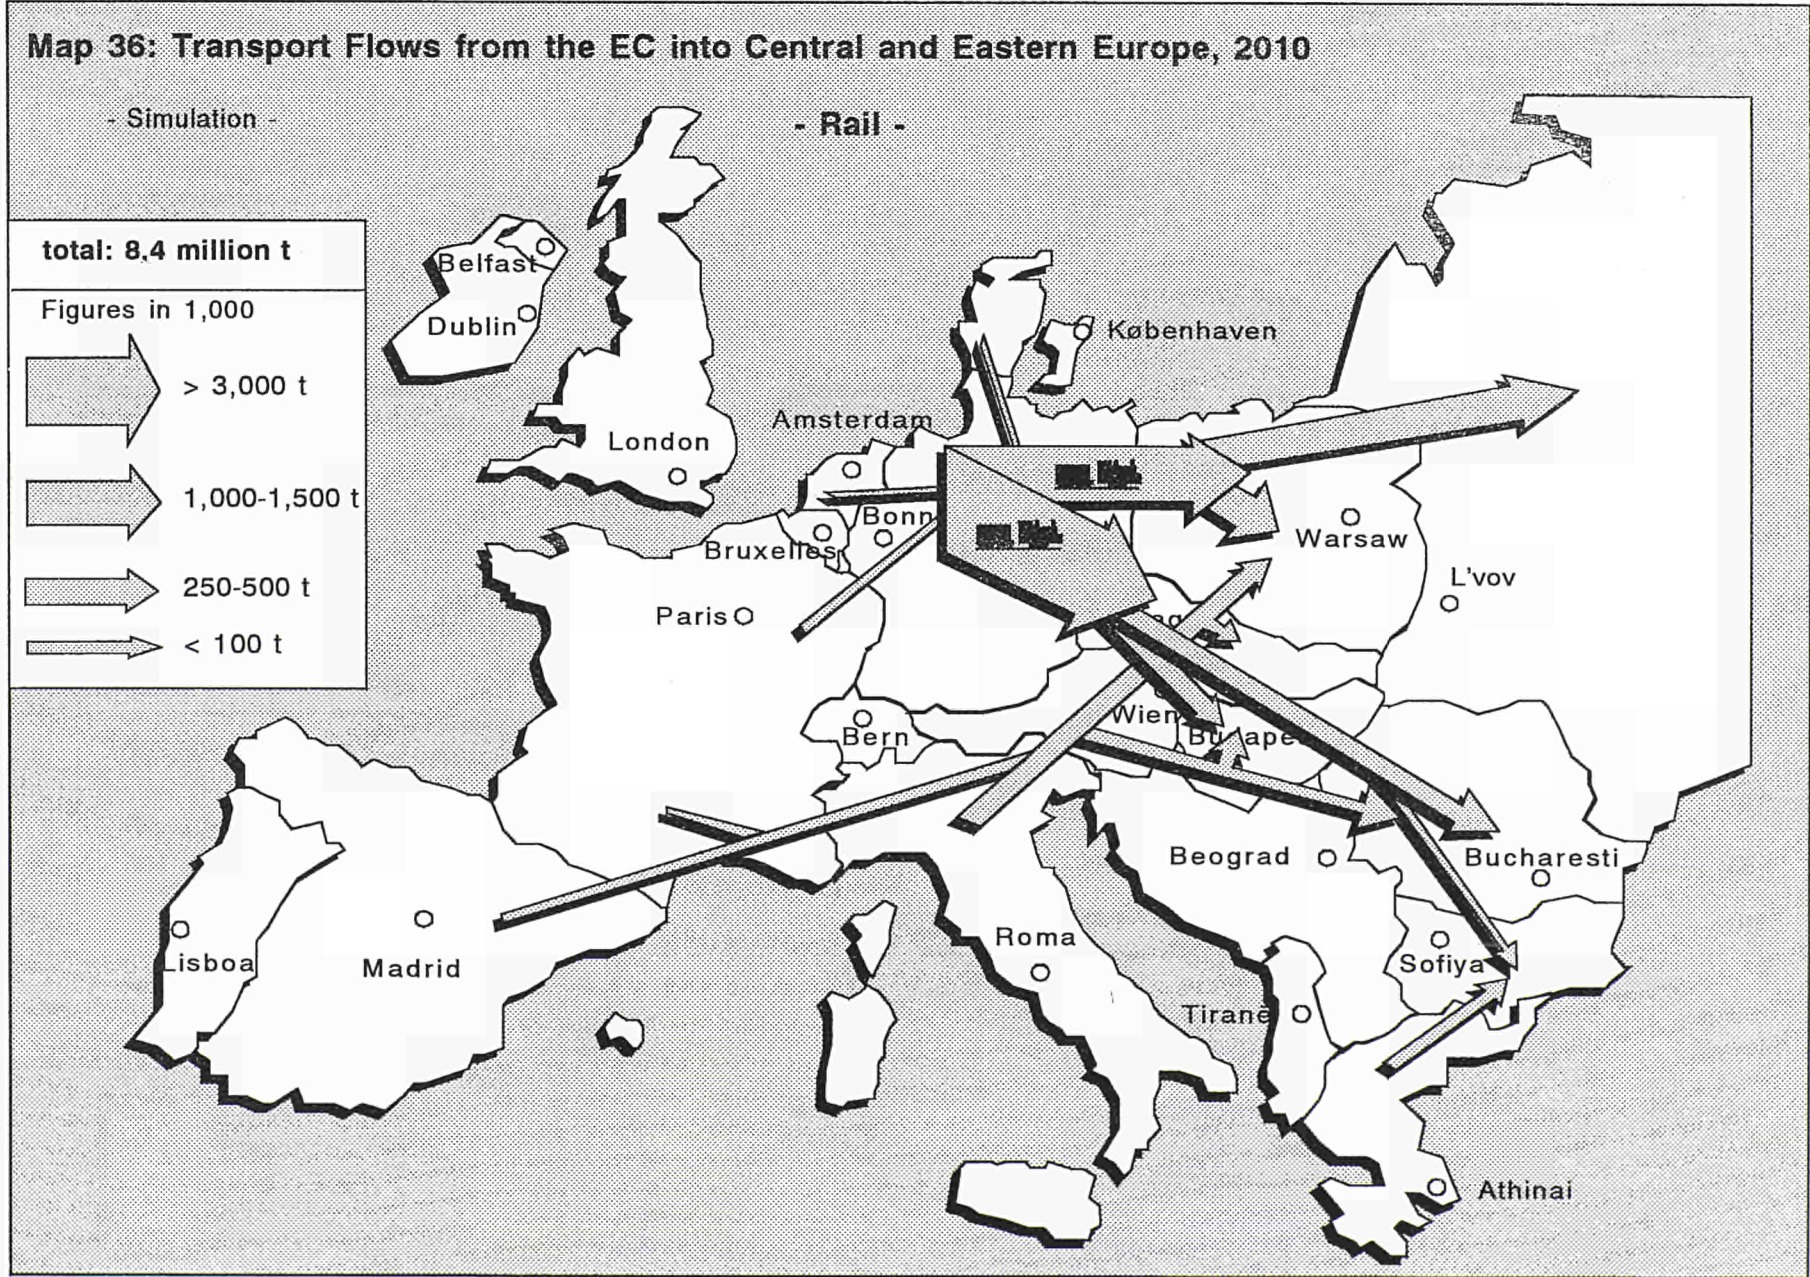 Map 36: Transport Flows from the EC into Central and Eastern Europe, 2010
- Simulation -
- Rail -
total: 8.4 million t
Figures in 1,000
> 3,000 t
1,000-1,500 t
250-500 t
< 100 t
Belfast
Dublin
København
London
Amsterdam
Bonn
Bruxelles
Warsaw
L'vov
Paris
Wien
Bern
Beograd
Bucharesti
Roma
Sofiya
Lisboa
Madrid
Tiranë
Athinai